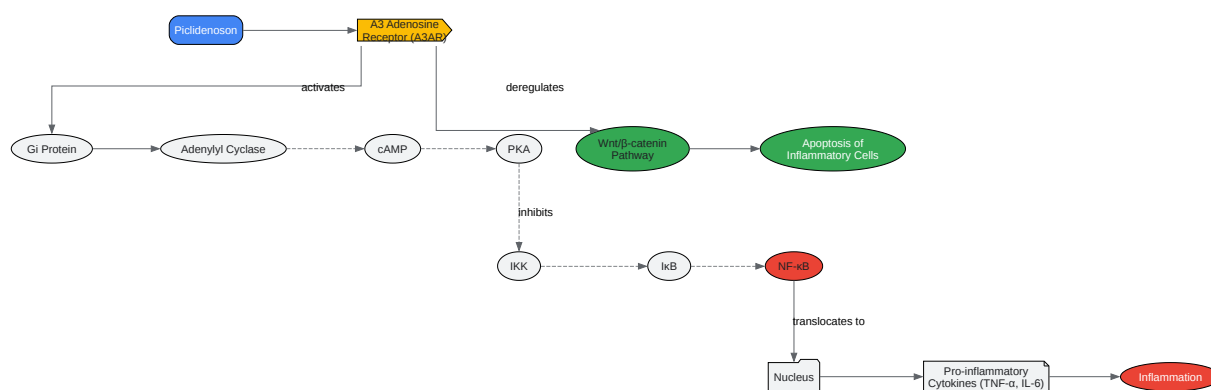 Piclidenoson
A3 Adenosine
Receptor (A3AR)
activates
deregulates
Gi Protein
Adenylyl Cyclase
cAMP
PKA
Wnt/β-catenin
Pathway
Apoptosis of
Inflammatory Cells
inhibits
IKK
IκB
NF-κB
translocates to
Nucleus
Pro-inflammatory
Cytokines (TNF-α, IL-6)
Inflammation